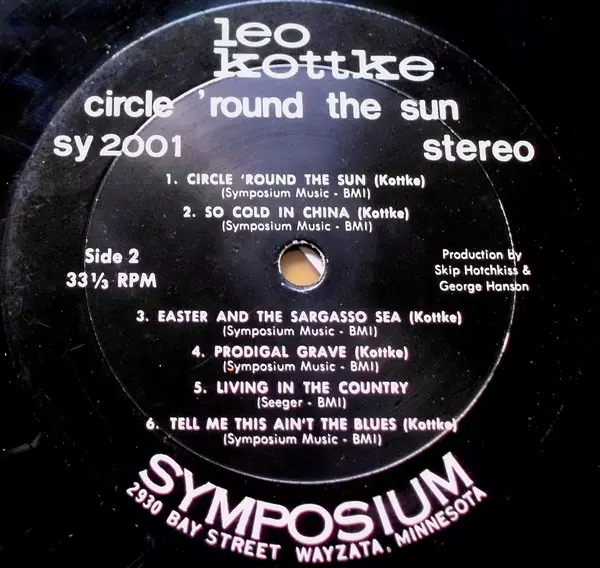 leo
kottke
circle 'round the sun
sy 2001 stereo
1. CIRCLE 'ROUND THE SUN (Kottke)
(Symposium Music - BMI)
2. SO COLD IN CHINA (Kottke)
(Symposium Music - BMI)
Side 2
33⅓ RPM
Production by
Skip Hotchkiss &
George Hanson
3. EASTER AND THE SARGASSO SEA (Kottke)
(Symposium Music - BMI)
4. PRODIGAL GRAVE (Kottke)
(Symposium Music - BMI)
5. LIVING IN THE COUNTRY
(Seeger - BMI)
6. TELL ME THIS AIN'T THE BLUES (Kottke)
(Symposium Music - BMI)
SYMPOSIUM
2930 BAY STREET WAYZATA, MINNESOTA